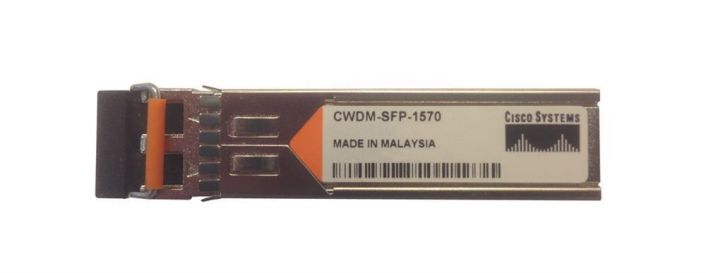 CWDM-SFP-1570
CISCO SYSTEMS
MADE IN MALAYSIA